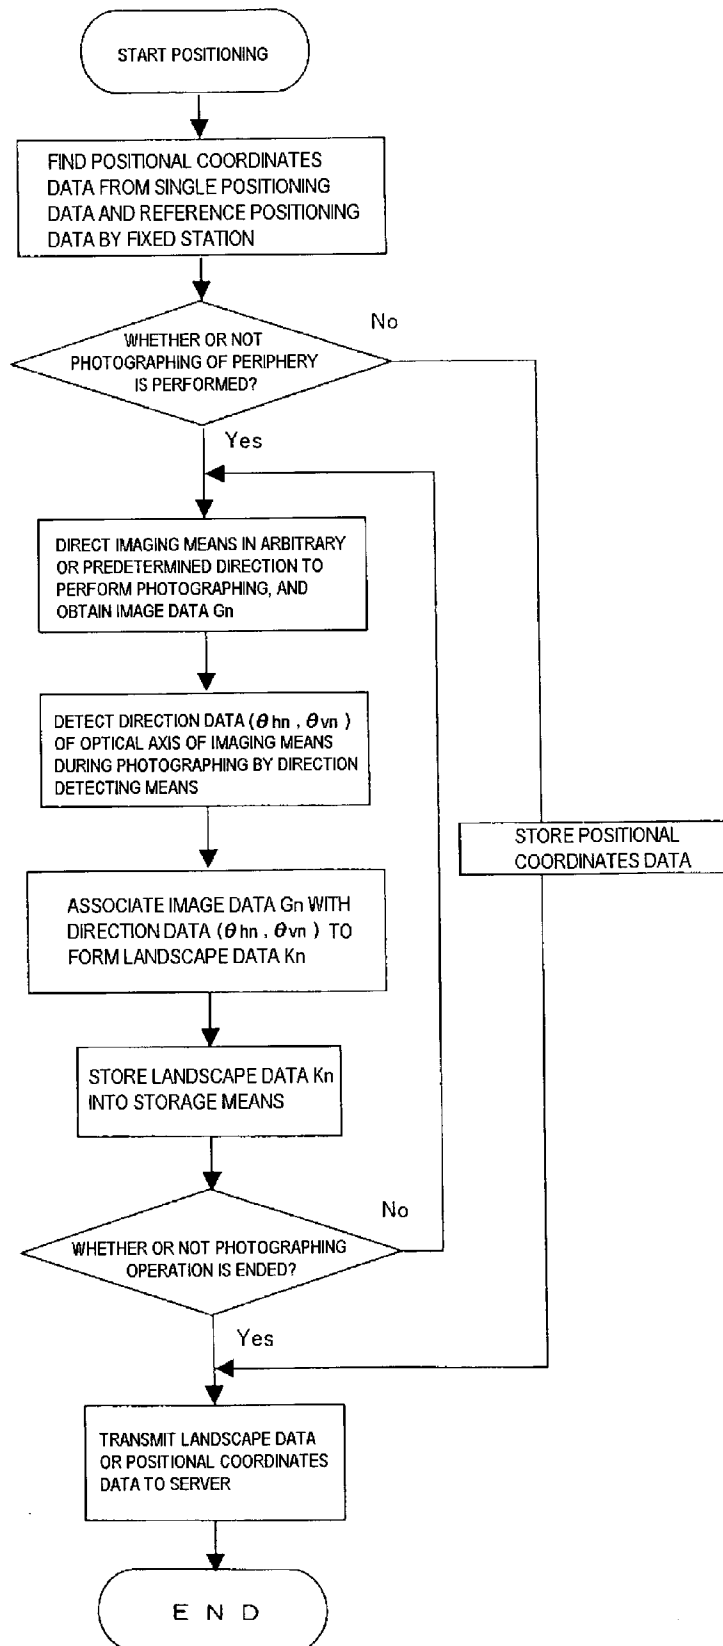 START POSITIONING
FIND POSITIONAL COORDINATES
DATA FROM SINGLE POSITIONING
DATA AND REFERENCE POSITIONING
DATA BY FIXED STATION
No
WHETHER OR NOT
PHOTOGRAPHING OF PERIPHERY
IS PERFORMED?
Yes
DIRECT IMAGING MEANS IN ARBITRARY
OR PREDETERMINED DIRECTION TO
PERFORM PHOTOGRAPHING, AND
OBTAIN IMAGE DATA Gn
DETECT DIRECTION DATA (θhn, θvn)
OF OPTICAL AXIS OF IMAGING MEANS
DURING PHOTOGRAPHING BY DIRECTION
DETECTING MEANS
STORE POSITIONAL
COORDINATES DATA
ASSOCIATE IMAGE DATA Gn WITH
DIRECTION DATA (θhn, θvn) TO
FORM LANDSCAPE DATA Kn
STORE LANDSCAPE DATA Kn
INTO STORAGE MEANS
No
WHETHER OR NOT PHOTOGRAPHING
OPERATION IS ENDED?
Yes
TRANSMIT LANDSCAPE DATA
OR POSITIONAL COORDINATES
DATA TO SERVER
END